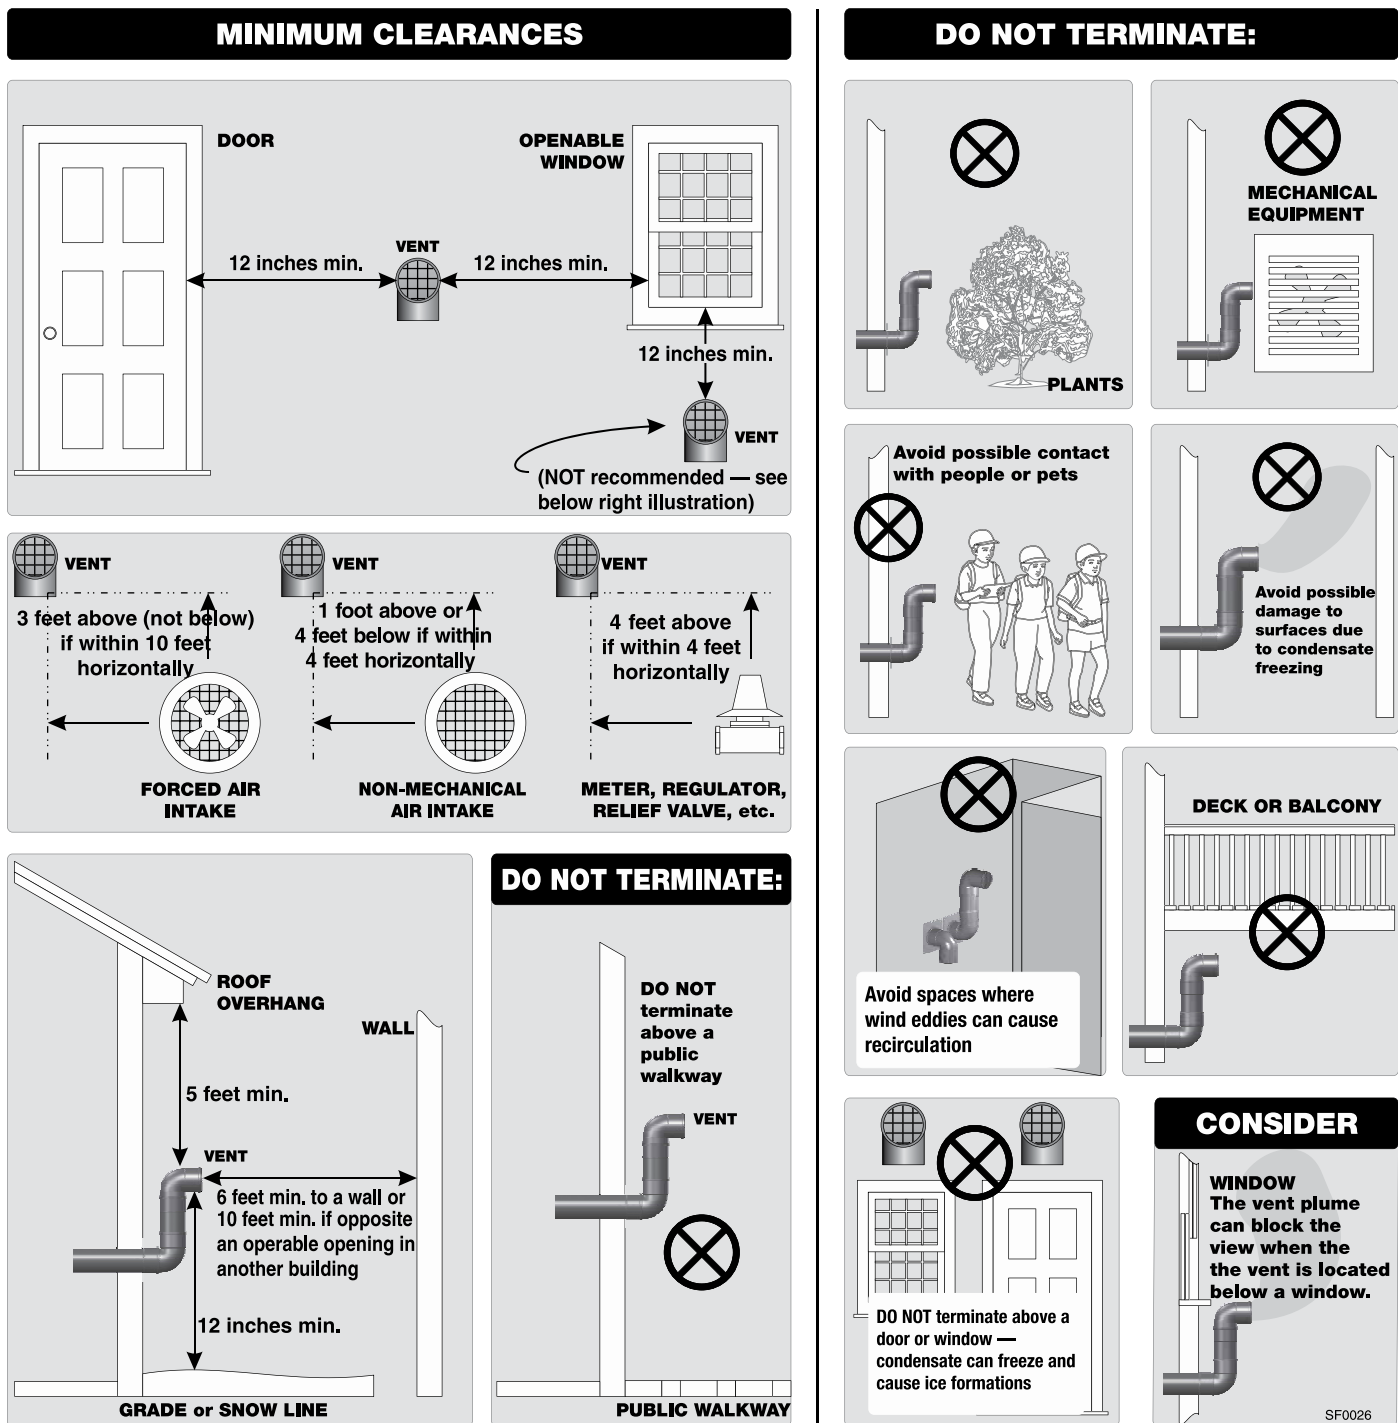 MINIMUM CLEARANCES
DOOR
OPENABLE
WINDOW
VENT
12 inches min.
12 inches min.
12 inches min.
VENT
(NOT recommended — see
below right illustration)
VENT
3 feet above (not below)
if within 10 feet
horizontally
FORCED AIR
INTAKE
VENT
1 foot above or
4 feet below if within
4 feet horizontally
NON-MECHANICAL
AIR INTAKE
VENT
4 feet above
if within 4 feet
horizontally
METER, REGULATOR,
RELIEF VALVE, etc.
ROOF
OVERHANG
WALL
5 feet min.
VENT
6 feet min. to a wall or
10 feet min. if opposite
an operable opening in
another building
12 inches min.
GRADE or SNOW LINE
DO NOT TERMINATE:
DO NOT
terminate
above a
public
walkway
VENT
PUBLIC WALKWAY
DO NOT TERMINATE:
PLANTS
MECHANICAL
EQUIPMENT
Avoid possible contact
with people or pets
Avoid possible
damage to
surfaces due
to condensate
freezing
Avoid spaces where
wind eddies can cause
recirculation
DECK OR BALCONY
DO NOT terminate above a
door or window —
condensate can freeze and
cause ice formations
CONSIDER
WINDOW
The vent plume
can block the
view when the
the vent is located
below a window.
SF0026